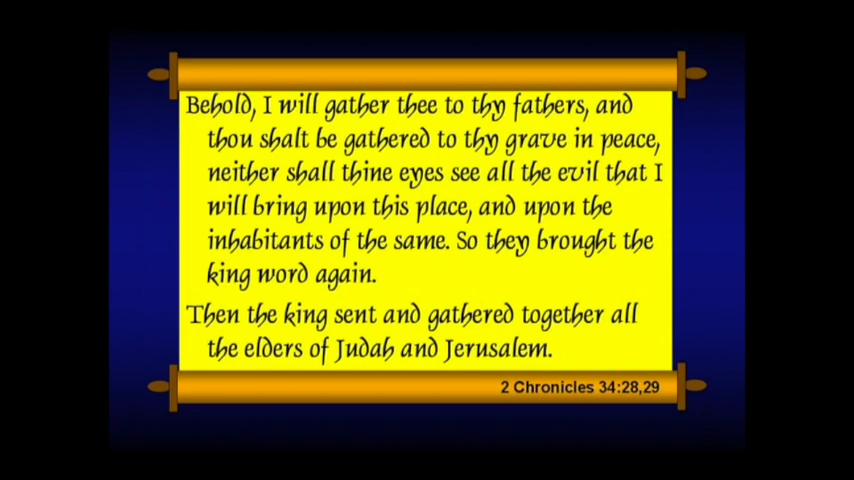 Behold, I will gather thee to thy fathers, and
thou shalt be gathered to thy grave in peace,
neither shall thine eyes see all the evil that I
will bring upon this place, and upon the
inhabitants of the same. So they brought the
king word again.
Then the king sent and gathered together all
the elders of Judah and Jerusalem.
2 Chronicles 34:28,29